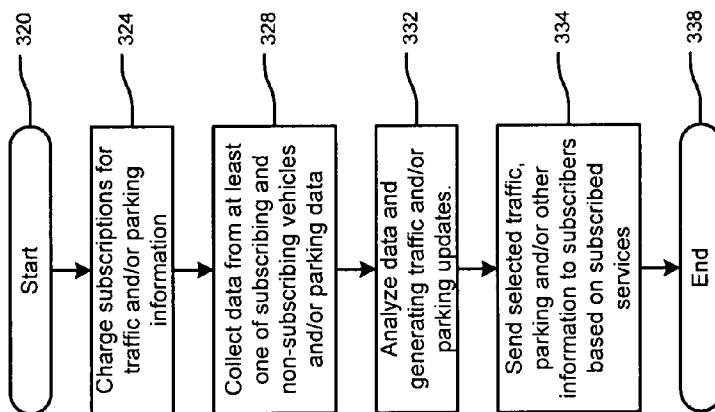 Start
320
Charge subscriptions for
traffic and/or parking
information
324
Collect data from at least
one of subscribing and
non-subscribing vehicles
and/or parking data
328
Analyze data and
generating traffic and/or
parking updates.
332
Send selected traffic,
parking and/or other
information to subscribers
based on subscribed
services
334
End
338